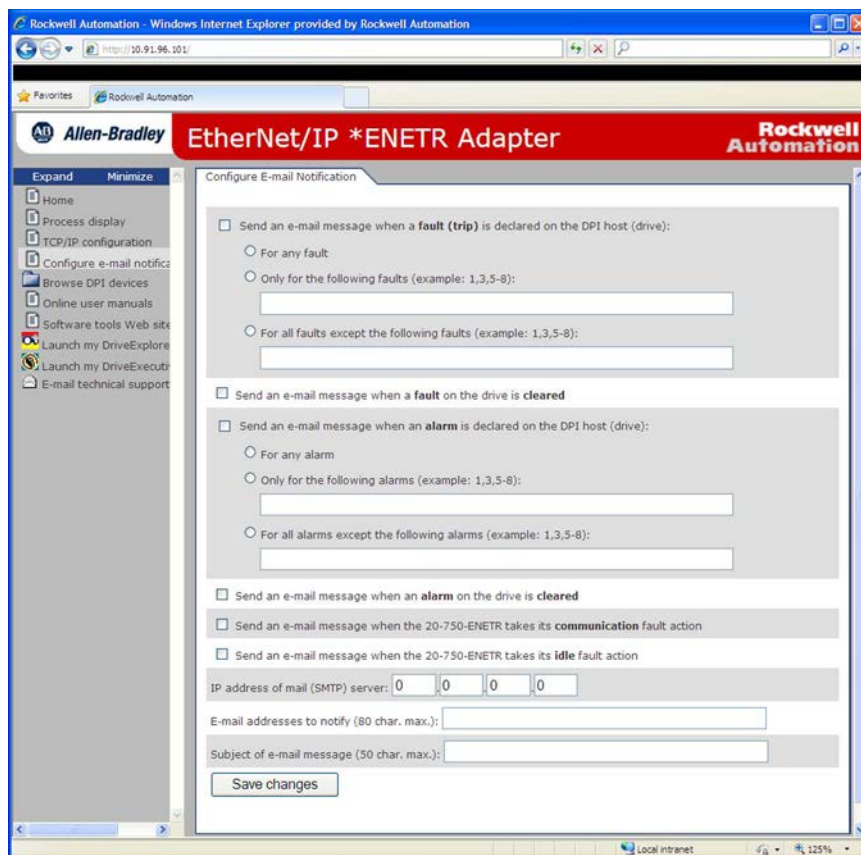 Rockwell Automation - Windows Internet Explorer provided by Rockwell Automation
http://10.91.96.101/
Favorites
Rockwell Automation
AB Allen-Bradley
EtherNet/IP *ENETR Adapter
Rockwell
Automation
Expand Minimize
Configure E-mail Notification
Home
Process display
TCP/IP configuration
Configure e-mail notifica
Browse DPI devices
Online user manuals
Software tools Web site
Launch my DriveExplore
Launch my DriveExecuti
E-mail technical support
Send an e-mail message when a fault (trip) is declared on the DPI host (drive):
For any fault
Only for the following faults (example: 1,3,5-8):
For all faults except the following faults (example: 1,3,5-8):
Send an e-mail message when a fault on the drive is cleared
Send an e-mail message when an alarm is declared on the DPI host (drive):
For any alarm
Only for the following alarms (example: 1,3,5-8):
For all alarms except the following alarms (example: 1,3,5-8):
Send an e-mail message when an alarm on the drive is cleared
Send an e-mail message when the 20-750-ENETR takes its communication fault action
Send an e-mail message when the 20-750-ENETR takes its idle fault action
IP address of mail (SMTP) server: 0 .0 .0 .0
E-mail addresses to notify (80 char. max.):
Subject of e-mail message (50 char. max.):
Save changes
Local intranet
125%